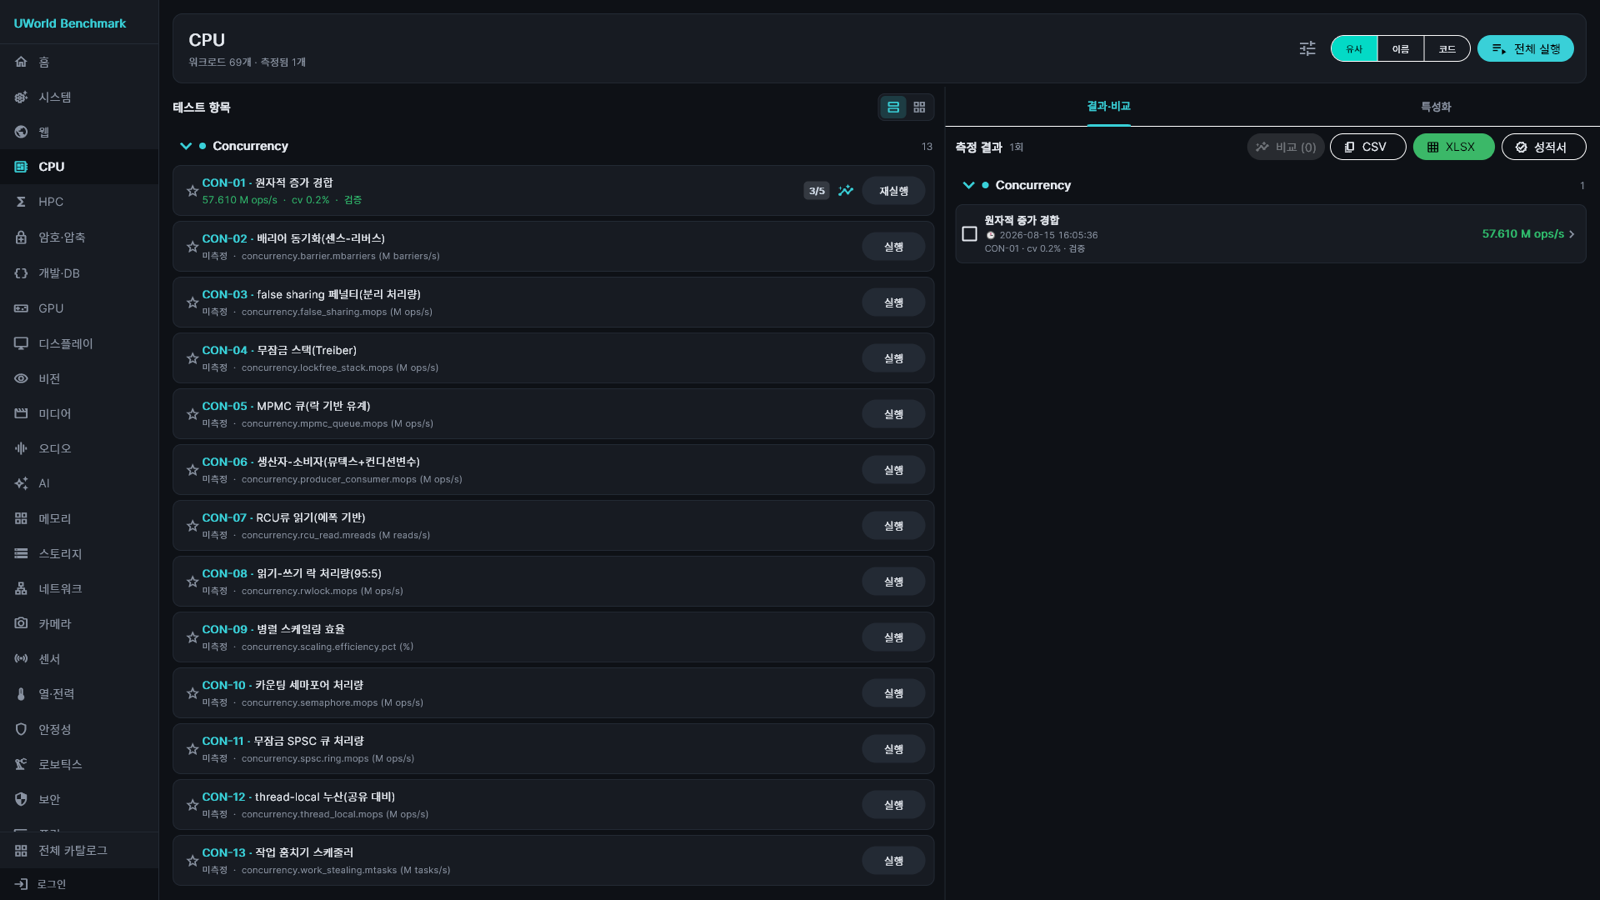 UWorld Benchmark
홈
시스템
웹
CPU
HPC
암호·압축
개발·DB
GPU
디스플레이
비전
미디어
오디오
AI
메모리
스토리지
네트워크
카메라
센서
열·전력
안정성
로보틱스
보안
전체 카탈로그
로그인
CPU
워크로드 69개 · 측정됨 1개
유사
이름
코드
전체 실행
테스트 항목
Concurrency
13
CON-01 · 원자적 증가 경합
57.610 M ops/s · cv 0.2% · 검증
3/5
재실행
CON-02 · 배리어 동기화(센스-리버스)
미측정 · concurrency.barrier.mbarriers (M barriers/s)
실행
CON-03 · false sharing 페널티(분리 처리량)
미측정 · concurrency.false_sharing.mops (M ops/s)
실행
CON-04 · 무잠금 스택(Treiber)
미측정 · concurrency.lockfree_stack.mops (M ops/s)
실행
CON-05 · MPMC 큐(락 기반 유계)
미측정 · concurrency.mpmc_queue.mops (M ops/s)
실행
CON-06 · 생산자-소비자(뮤텍스+컨디션변수)
미측정 · concurrency.producer_consumer.mops (M ops/s)
실행
CON-07 · RCU류 읽기(에폭 기반)
미측정 · concurrency.rcu_read.mreads (M reads/s)
실행
CON-08 · 읽기-쓰기 락 처리량(95:5)
미측정 · concurrency.rwlock.mops (M ops/s)
실행
CON-09 · 병렬 스케일링 효율
미측정 · concurrency.scaling.efficiency.pct (%)
실행
CON-10 · 카운팅 세마포어 처리량
미측정 · concurrency.semaphore.mops (M ops/s)
실행
CON-11 · 무잠금 SPSC 큐 처리량
미측정 · concurrency.spsc.ring.mops (M ops/s)
실행
CON-12 · thread-local 누산(공유 대비)
미측정 · concurrency.thread_local.mops (M ops/s)
실행
CON-13 · 작업 훔치기 스케줄러
미측정 · concurrency.work_stealing.mtasks (M tasks/s)
실행
결과·비교
특성화
측정 결과 1회
비교 (0)
CSV
XLSX
성적서
Concurrency
1
원자적 증가 경합
2026-08-15 16:05:36
CON-01 · cv 0.2% · 검증
57.610 M ops/s